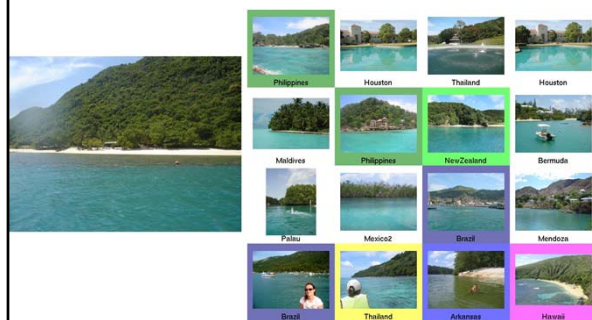 Philippines Houston Thailand Houston
Maldives Philippines NewZealand Bermuda
Palau Mexico2 Brazil Mendoza
Brazil Thailand Arkansas Hawaii